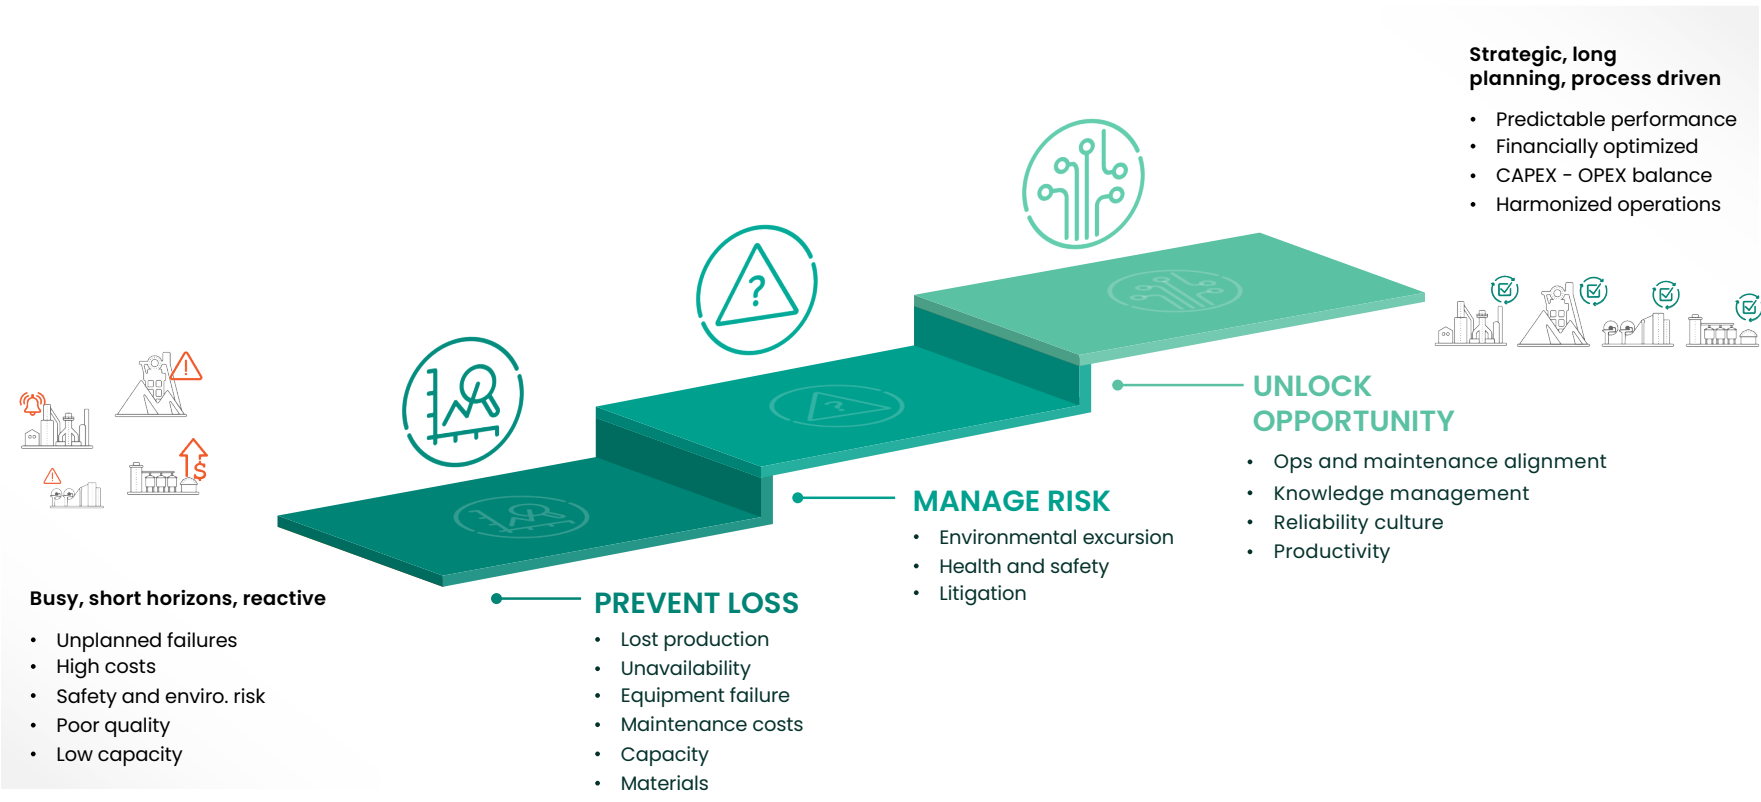 Strategic, long
planning, process driven
• Predictable performance
• Financially optimized
• CAPEX - OPEX balance
• Harmonized operations
?
?
$
Busy, short horizons, reactive
• Unplanned failures
• High costs
• Safety and enviro. risk
• Poor quality
• Low capacity
PREVENT LOSS
• Lost production
• Unavailability
• Equipment failure
• Maintenance costs
• Capacity
• Materials
MANAGE RISK
• Environmental excursion
• Health and safety
• Litigation
UNLOCK
OPPORTUNITY
• Ops and maintenance alignment
• Knowledge management
• Reliability culture
• Productivity